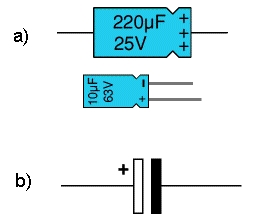 a)
220µF
25V
+
+
+
10µF
63V
-
+
b)
+